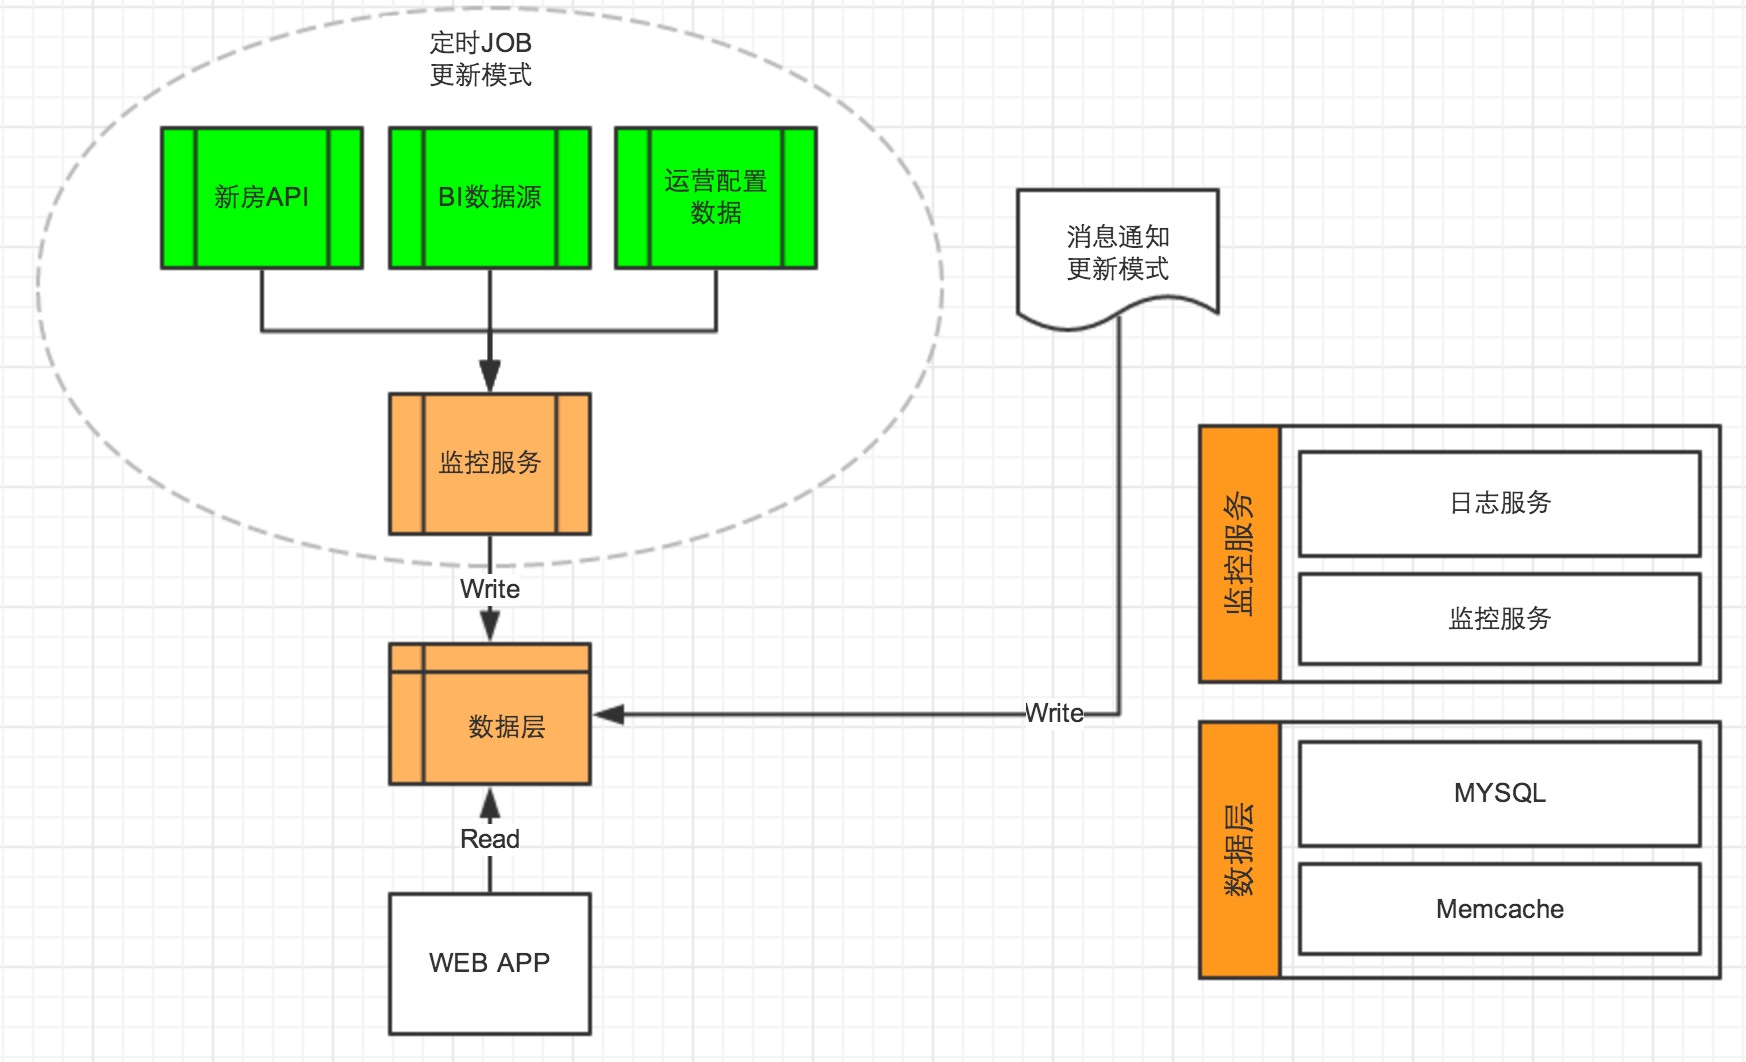 定时JOB
更新模式
新房API
BI数据源
运营配置
数据
消息通知
更新模式
监控服务
Write
数据层
Write
Read
WEB APP
监控服务
日志服务
监控服务
数据层
MYSQL
Memcache